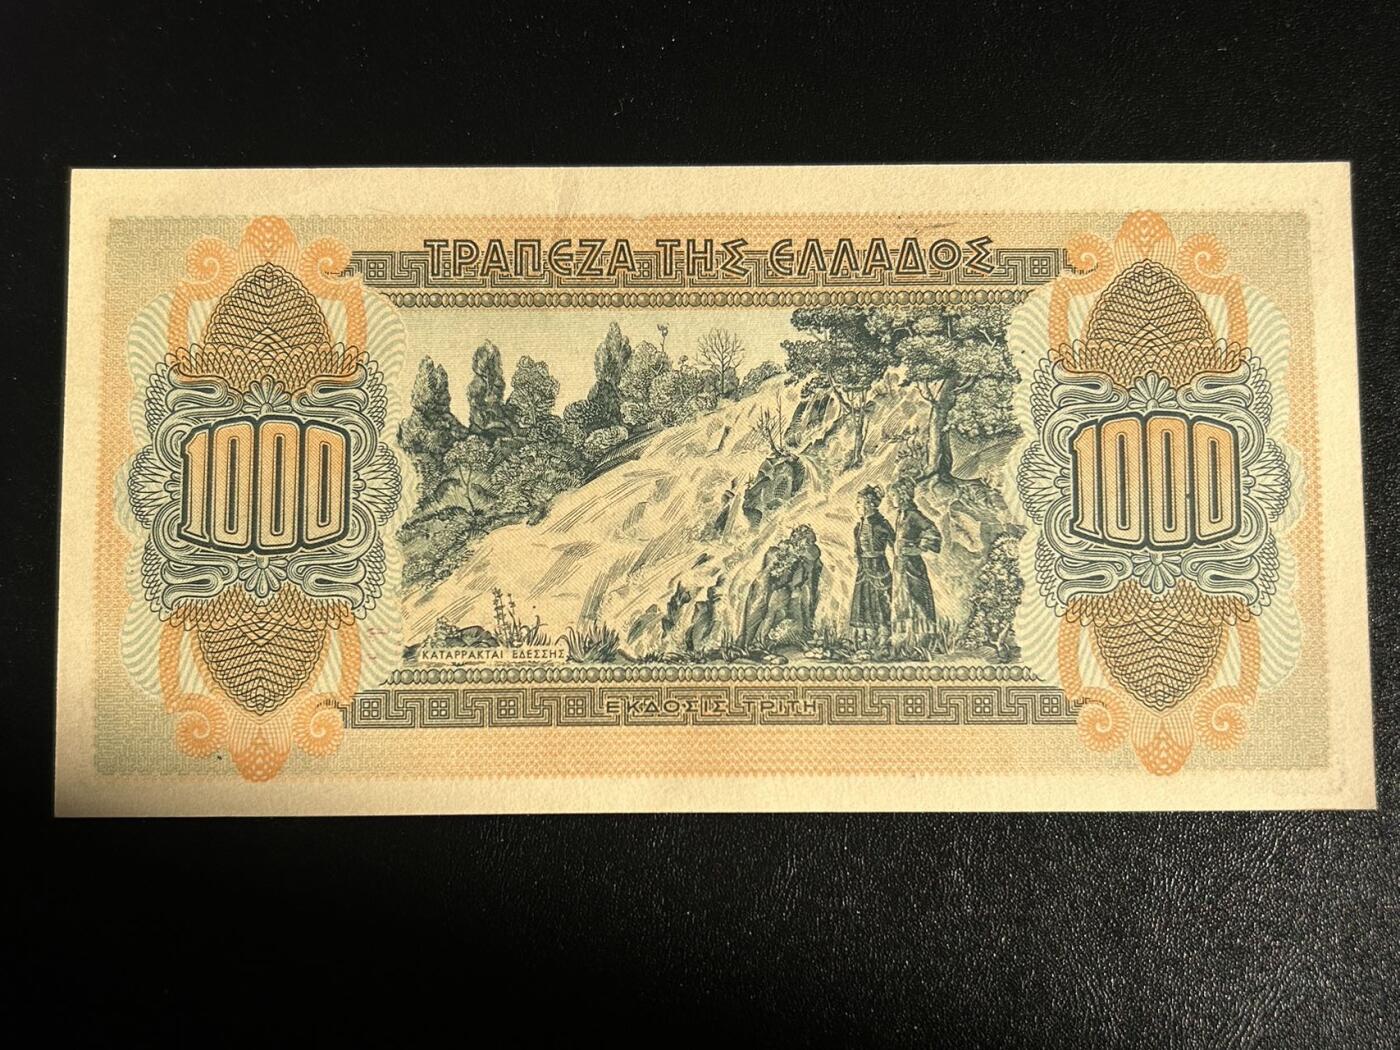 ΤΡΑΠΕΖΑ ΤΗΣ ΕΛΛΑΔΟΣ
1000
1000
ΚΑΤΑΡΡΑΚΤΑΙ ΕΔΕΣΣΗΣ
ΕΚΔΟΣΙΣ ΤΡΙΤΗ